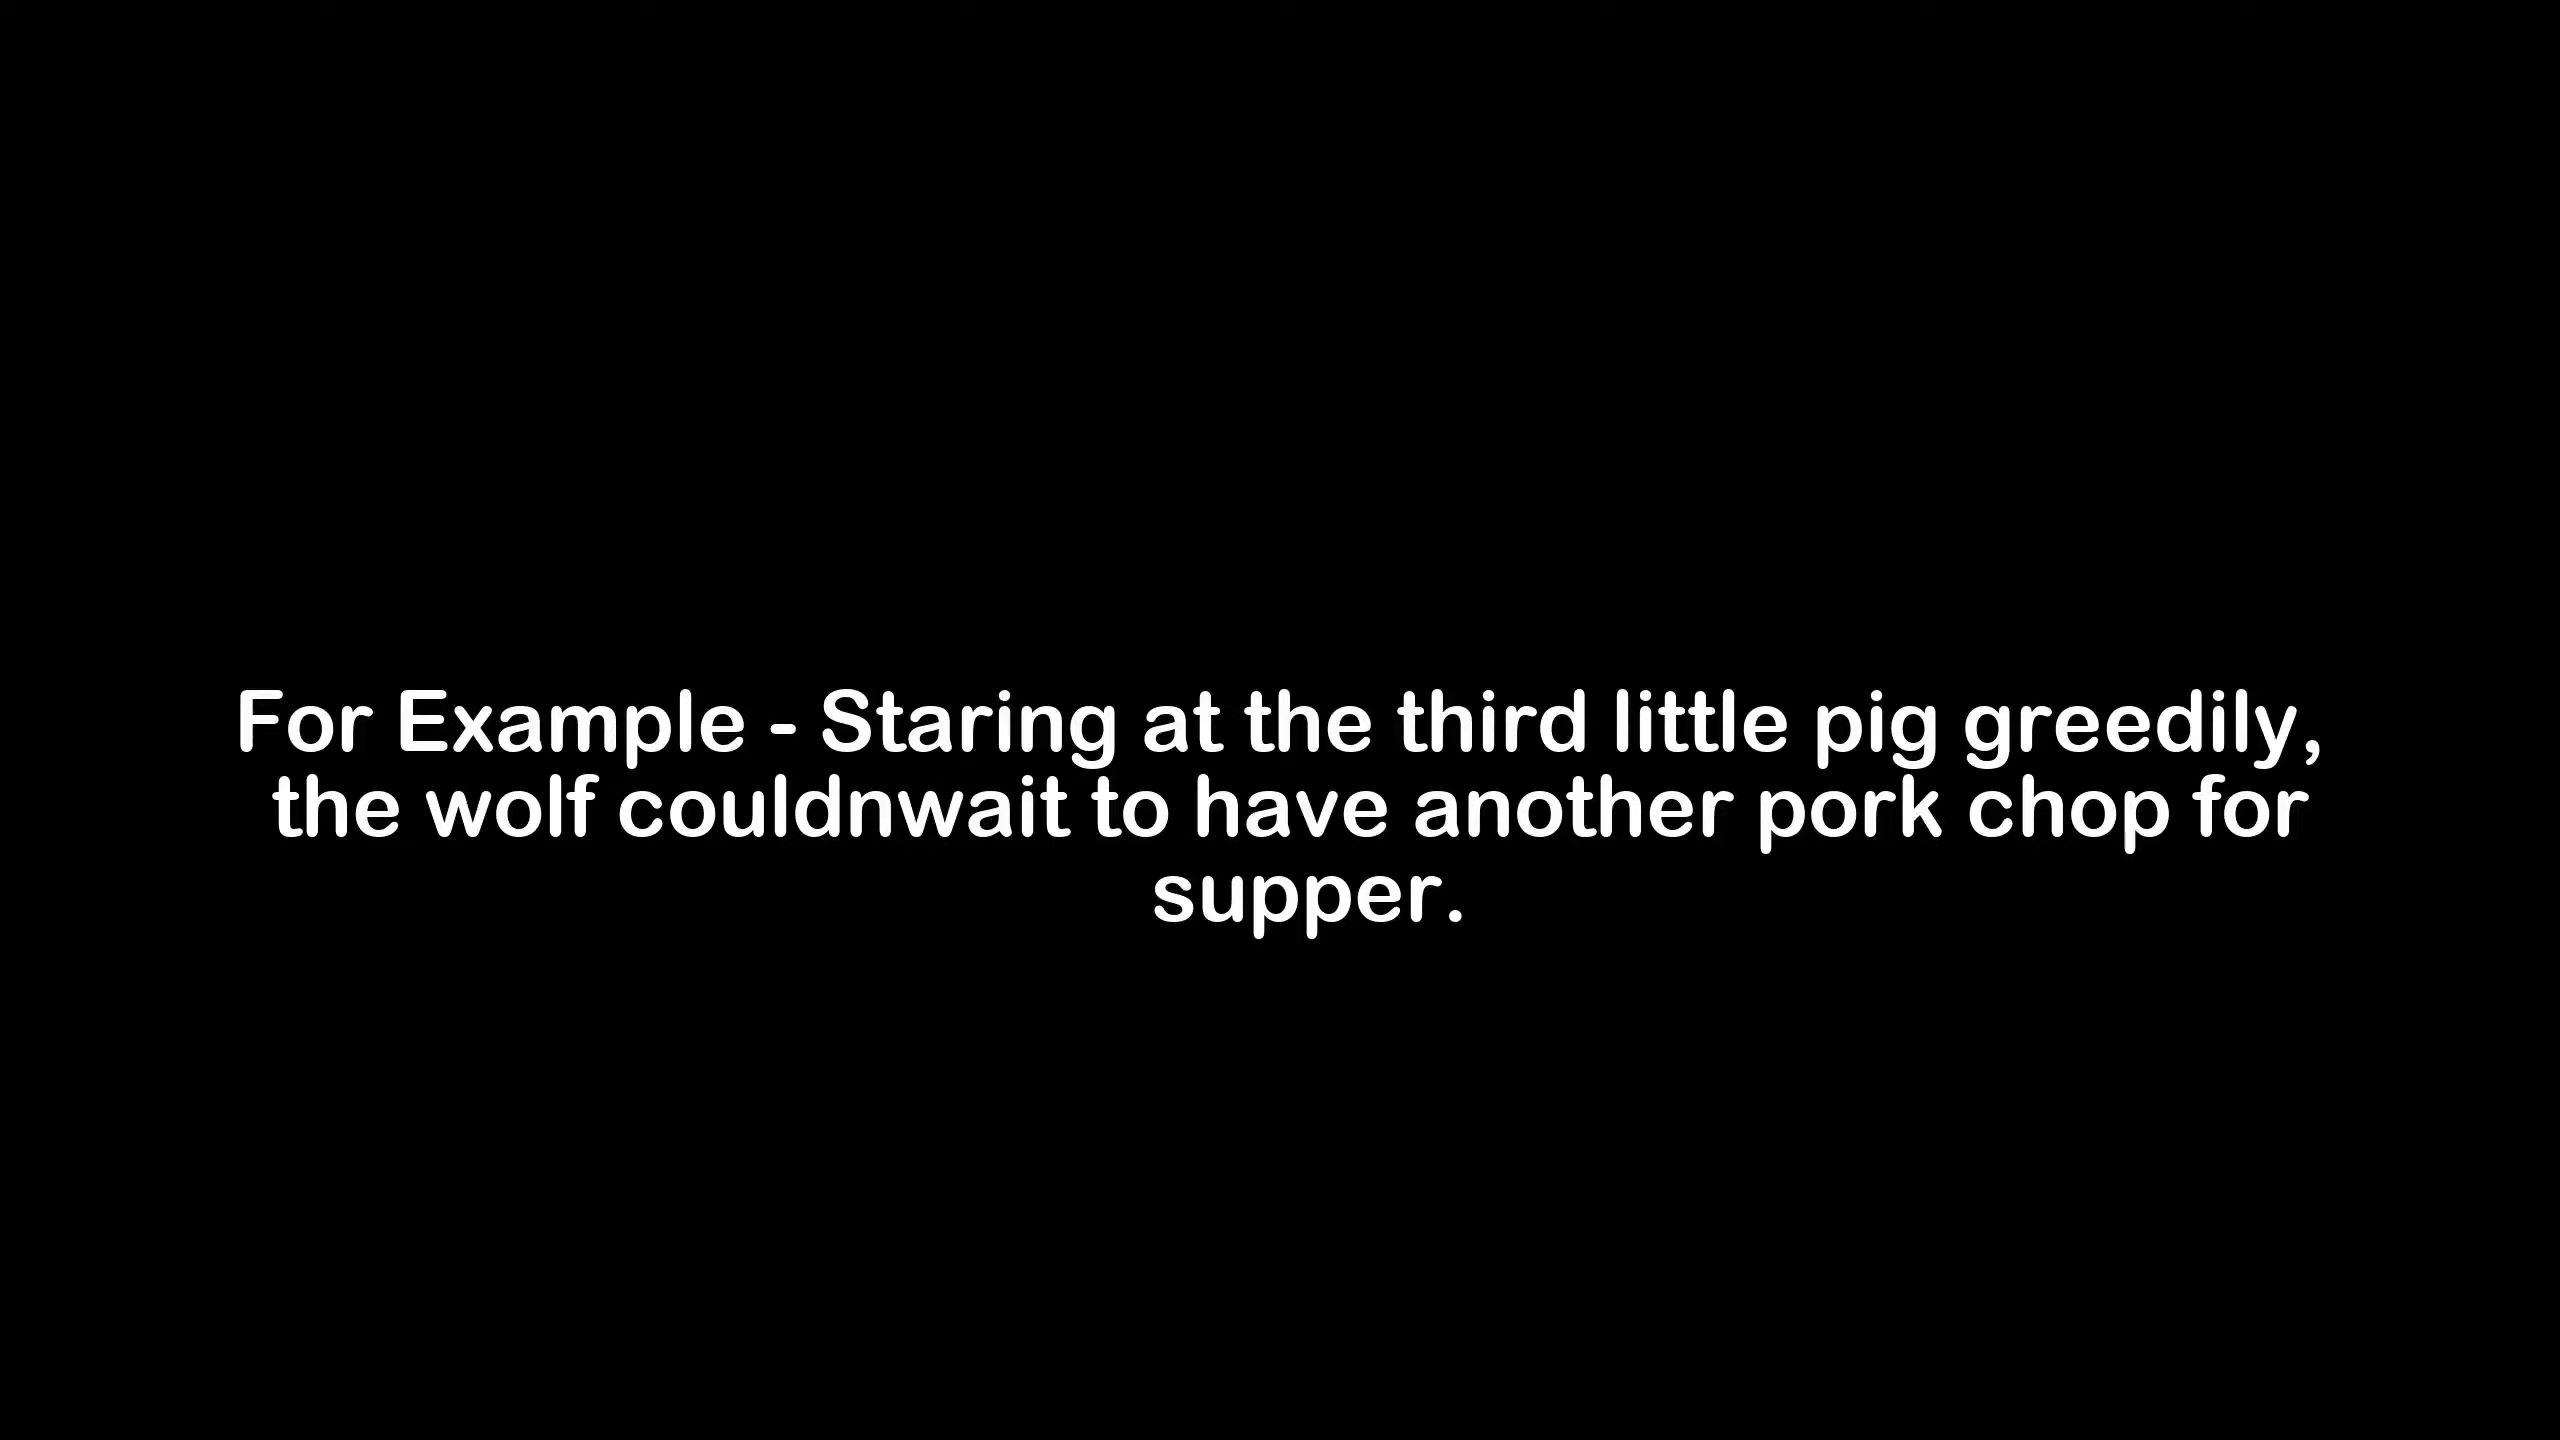 For Example - Staring at the third little pig greedily,
the wolf couldnwait to have another pork chop for
supper.